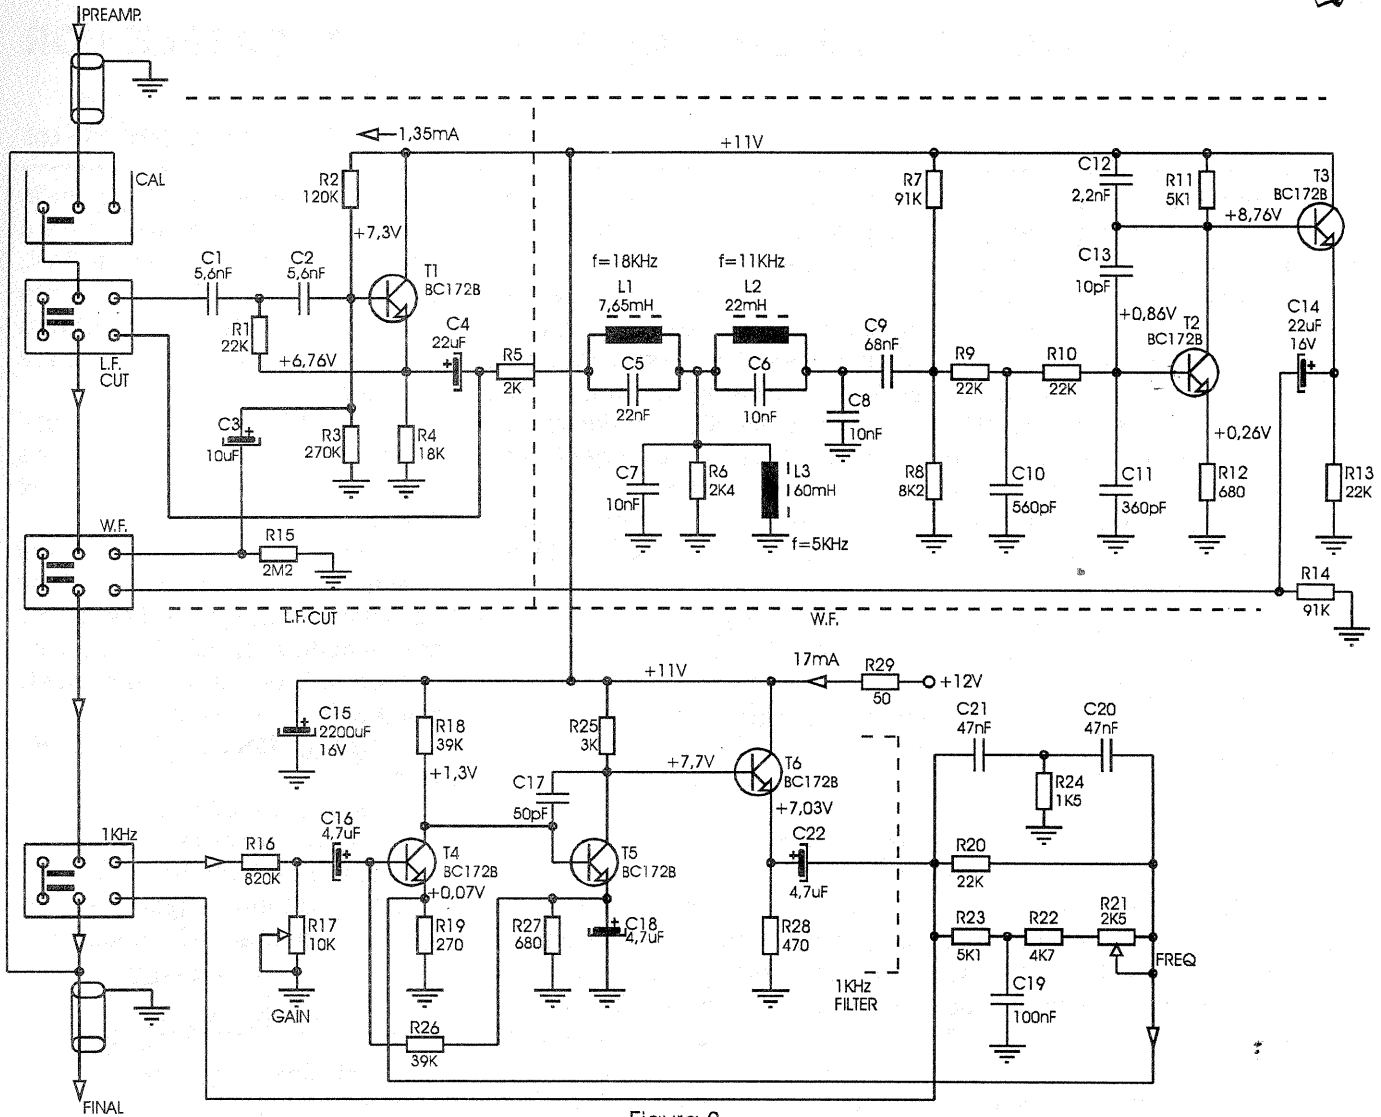 PREAMP.
CAL
L.F.
CUT
W.F.
1KHz
FINAL
1,35mA
+11V
R2
120K
+7,3V
C1
5,6nF
C2
5,6nF
T1
BC172B
R1
22K
+6,76V
C4
22uF
R5
2K
C3
10uF
R3
270K
R4
18K
R15
2M2
L.F. CUT
f=18KHz
L1
7,65mH
C5
22nF
f=11KHz
L2
22mH
C6
10nF
C7
10nF
R6
2K4
L3
60mH
f=5KHz
C8
10nF
C9
68nF
R7
91K
R8
8K2
R9
22K
R10
22K
C10
560pF
C11
360pF
C12
2,2nF
C13
10pF
R11
5K1
+8,76V
T3
BC172B
+0,86V
T2
BC172B
+0,26V
R12
680
C14
22uF
16V
R13
22K
R14
91K
W.F.
+11V
17mA
R29
50
+12V
C15
2200uF
16V
R18
39K
+1,3V
R25
3K
C17
50pF
+7,7V
T6
BC172B
+7,03V
C22
4,7uF
R16
820K
C16
4,7uF
T4
BC172B
+0,07V
T5
BC172B
R17
10K
GAIN
R19
270
R27
680
C18
4,7uF
R26
39K
R28
470
1KHz
FILTER
C21
47nF
C20
47nF
R24
1K5
R20
22K
R23
5K1
R22
4K7
R21
2K5
FREQ
C19
100nF